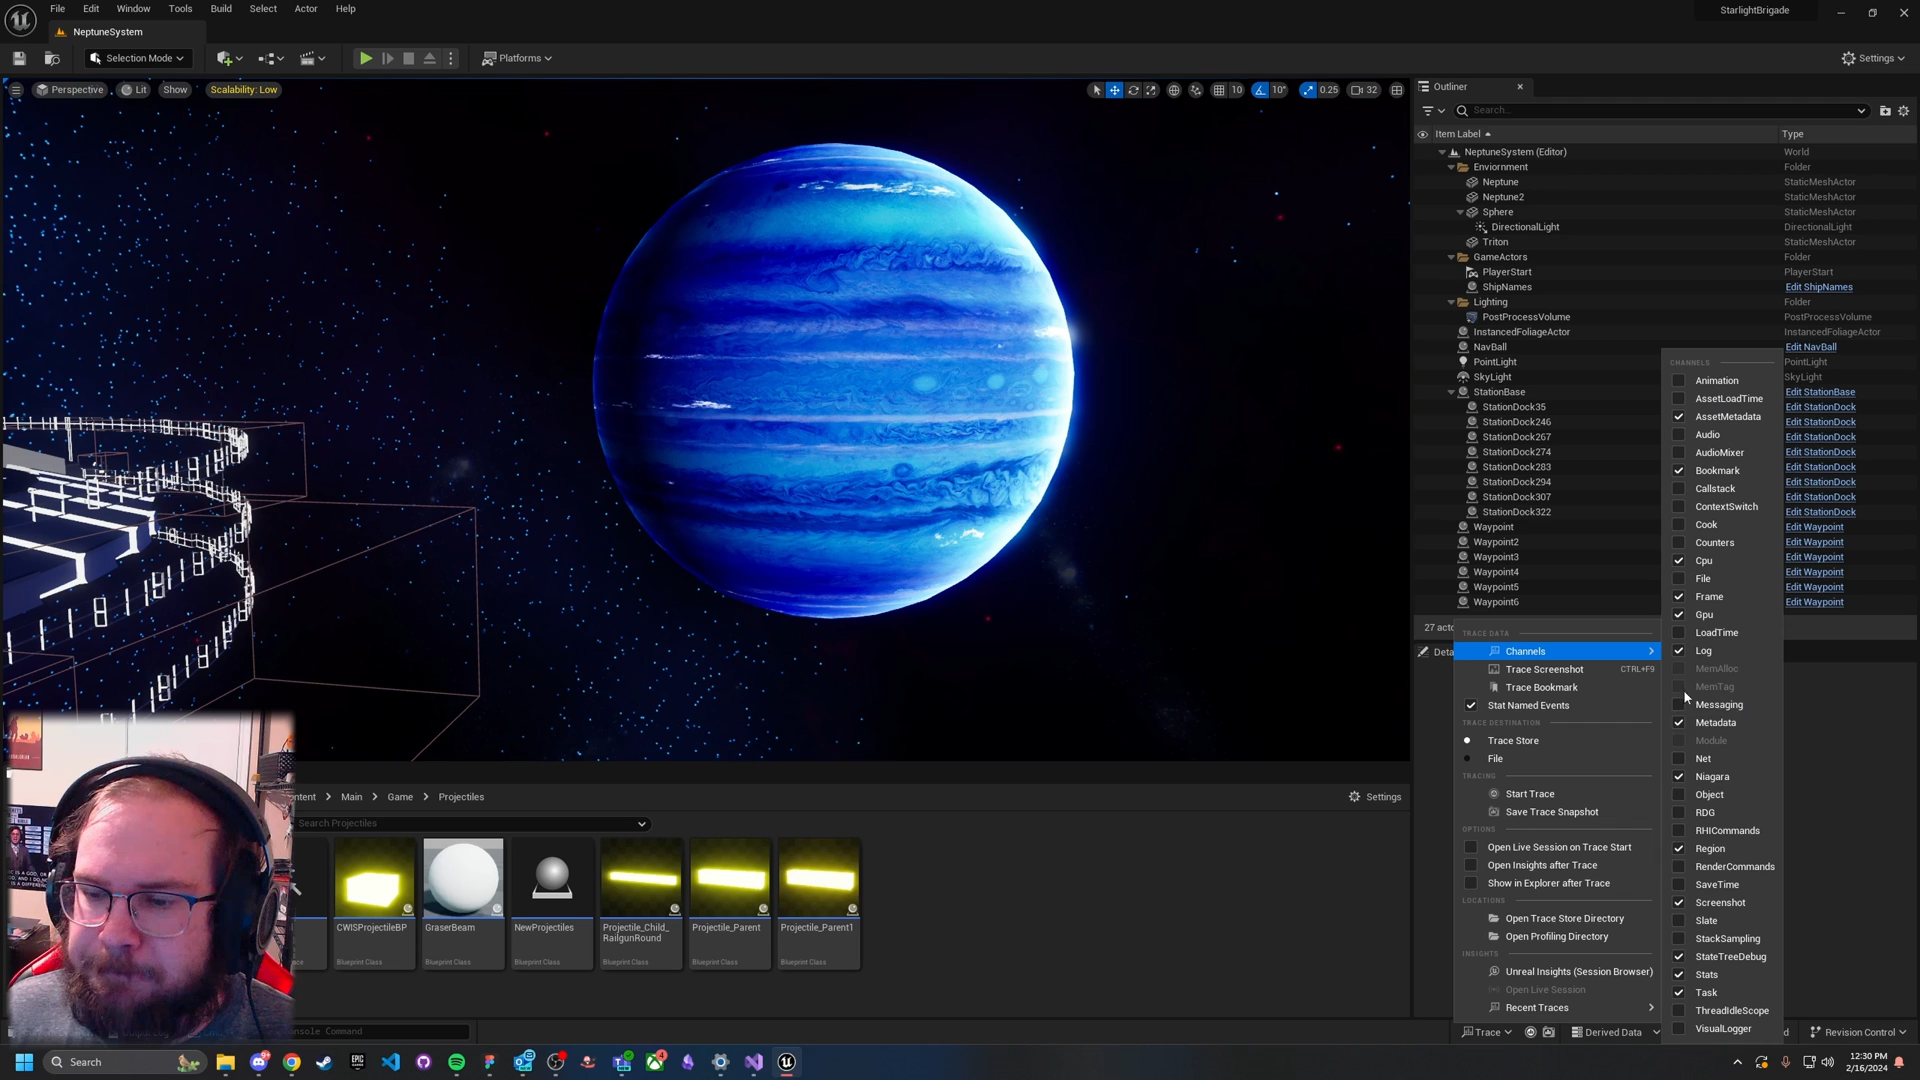 File Edit Window Tools Build Select Actor Help
StarlightBrigade
NeptuneSystem
Selection Mode
Platforms
Settings
Perspective Lit Show Scalability: Low
10 10° 0.25 32
Outliner
Search...
Item Label Type
NeptuneSystem (Editor) World
Enviornment Folder
Neptune StaticMeshActor
Neptune2 StaticMeshActor
Sphere StaticMeshActor
DirectionalLight DirectionalLight
Triton StaticMeshActor
GameActors Folder
PlayerStart PlayerStart
ShipNames Edit ShipNames
Lighting Folder
PostProcessVolume PostProcessVolume
InstancedFoliageActor InstancedFoliageActor
NavBall Edit NavBall
PointLight PointLight
SkyLight SkyLight
StationBase Edit StationBase
StationDock35 Edit StationDock
StationDock246 Edit StationDock
StationDock267 Edit StationDock
StationDock274 Edit StationDock
StationDock283 Edit StationDock
StationDock294 Edit StationDock
StationDock307 Edit StationDock
StationDock322 Edit StationDock
Waypoint Edit Waypoint
Waypoint2 Edit Waypoint
Waypoint3 Edit Waypoint
Waypoint4 Edit Waypoint
Waypoint5 Edit Waypoint
Waypoint6 Edit Waypoint
27 acto
Deta
TRACE DATA
Channels
Trace Screenshot CTRL+F9
Trace Bookmark
Stat Named Events
TRACE DESTINATION
Trace Store
File
TRACING
Start Trace
Save Trace Snapshot
OPTIONS
Open Live Session on Trace Start
Open Insights after Trace
Show in Explorer after Trace
LOCATIONS
Open Trace Store Directory
Open Profiling Directory
INSIGHTS
Unreal Insights (Session Browser)
Open Live Session
Recent Traces
CHANNELS
Animation
AssetLoadTime
AssetMetadata
Audio
AudioMixer
Bookmark
Callstack
ContextSwitch
Cook
Counters
Cpu
File
Frame
Gpu
LoadTime
Log
MemAlloc
MemTag
Messaging
Metadata
Module
Net
Niagara
Object
RDG
RHICommands
Region
RenderCommands
SaveTime
Screenshot
Slate
StackSampling
StateTreeDebug
Stats
Task
ThreadIdleScope
VisualLogger
ntent Main Game Projectiles
Settings
Search Projectiles
CWISProjectileBP
Blueprint Class
GraserBeam
Blueprint Class
NewProjectiles
Blueprint Class
Projectile_Child_
RailgunRound
Blueprint Class
Projectile_Parent
Blueprint Class
Projectile_Parent1
Blueprint Class
onsole Command
Trace Derived Data d Revision Control
Search
12:30 PM
2/16/2024